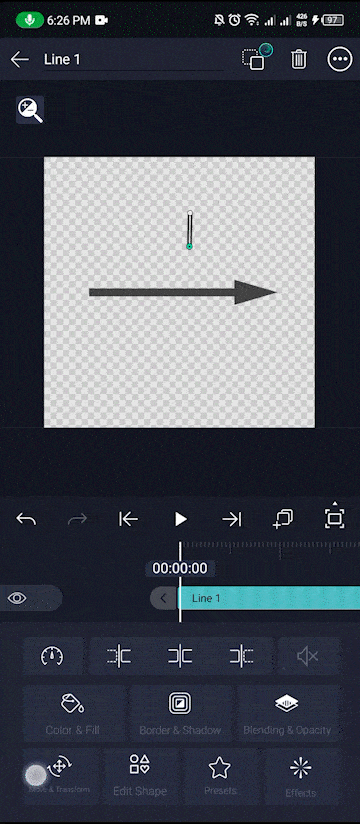 6:26 PM
426
B/S
97
Line 1
00:00:00
Line 1
Color & Fill
Border & Shadow
Blending & Opacity
Move & Transform
Edit Shape
Presets
Effects